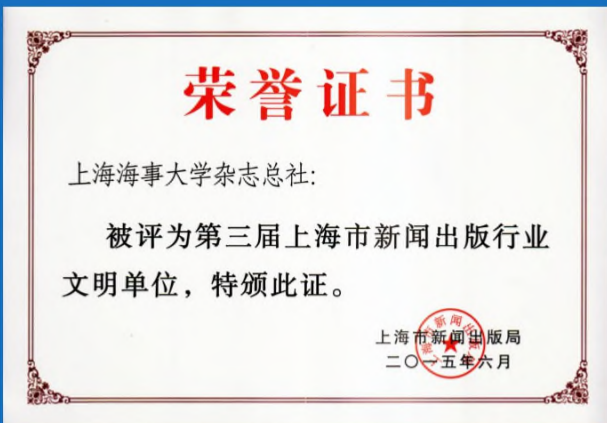 荣誉证书
上海海事大学杂志总社:
被评为第三届上海市新闻出版行业
文明单位，特颁此证。
上海市新闻出版局
二〇一五年六月